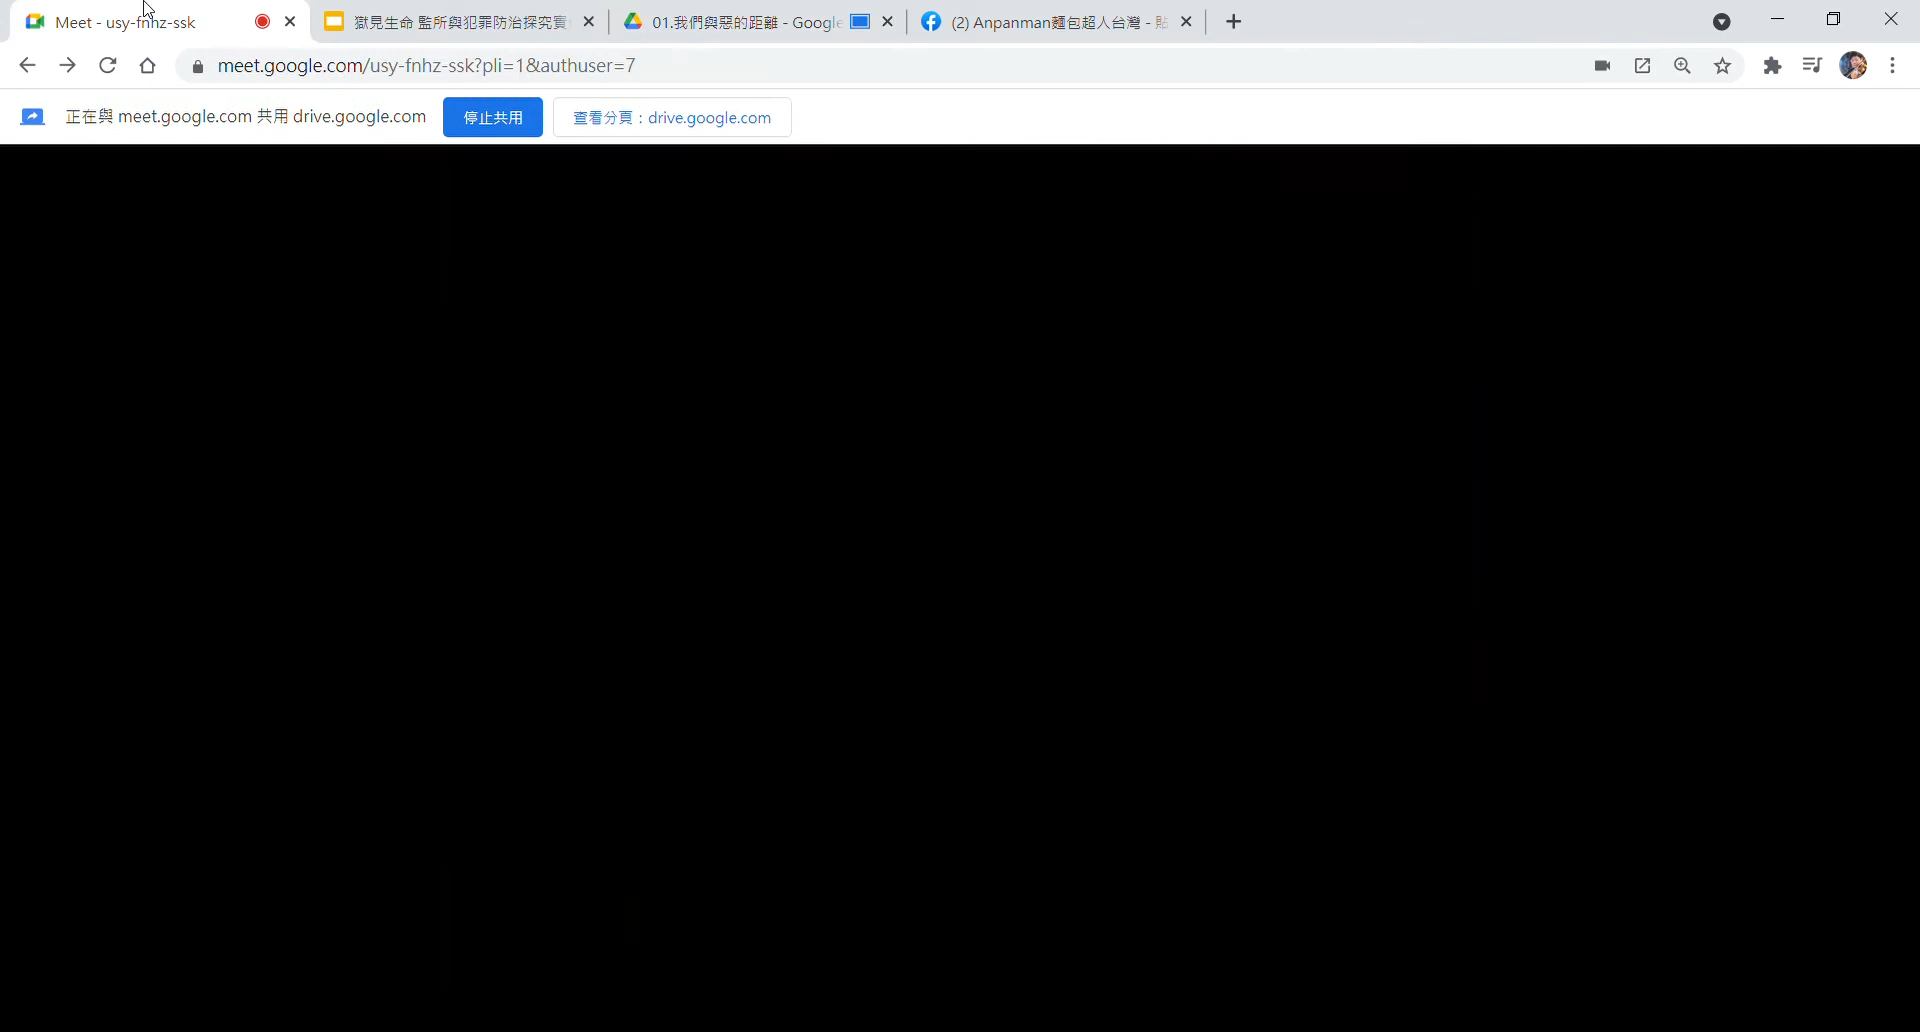 Meet - usy-fnhz-ssk
獄見生命 監所與犯罪防治探究實
01.我們與惡的距離 - Google
(2) Anpanman麵包超人台灣 - 貼
meet.google.com/usy-fnhz-ssk?pli=1&authuser=7
正在與 meet.google.com 共用 drive.google.com
停止共用
查看分頁：drive.google.com